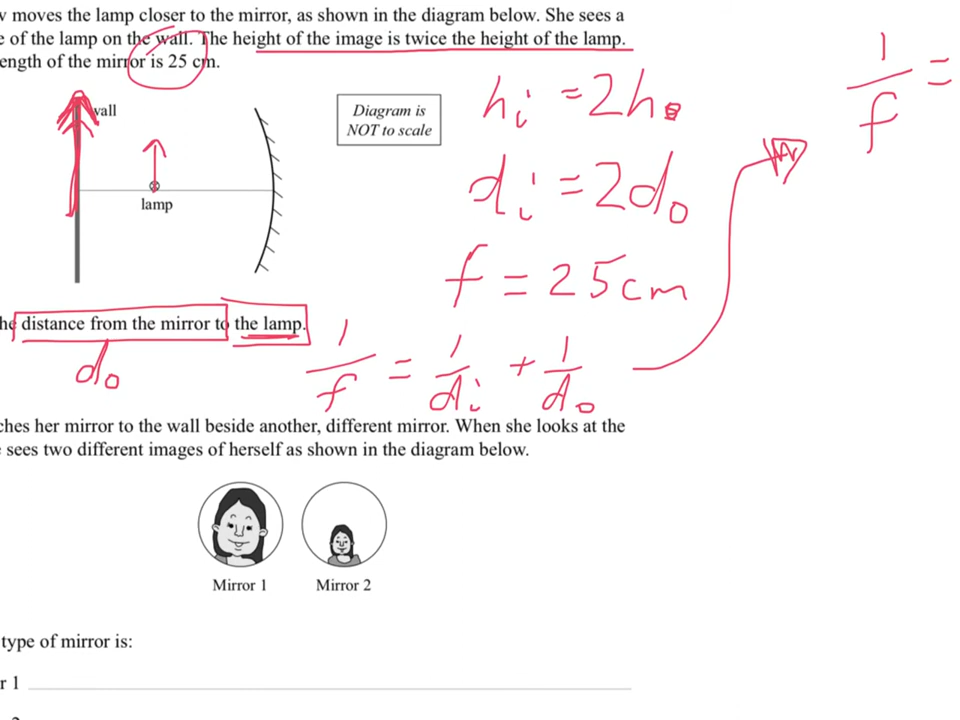 moves the lamp closer to the mirror, as shown in the diagram below. She sees a
of the lamp on the wall. The height of the image is twice the height of the lamp.
length of the mirror is 25 cm.
wall
lamp
Diagram is
NOT to scale
hi = 2ho
di = 2do
f = 25cm
1/f =
distance from the mirror to the lamp.
do
1/f = 1/di + 1/do
her mirror to the wall beside another, different mirror. When she looks at the
sees two different images of herself as shown in the diagram below.
Mirror 1
Mirror 2
type of mirror is:
r 1